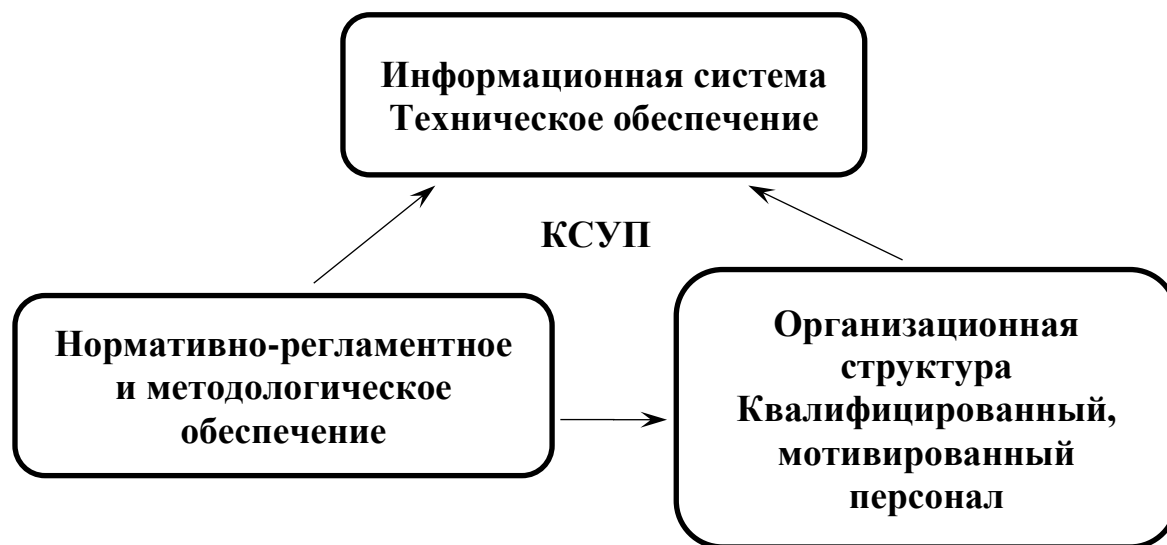 Информационная система
Техническое обеспечение
КСУП
Нормативно-регламентное
и методологическое
обеспечение
Организационная
структура
Квалифицированный,
мотивированный
персонал